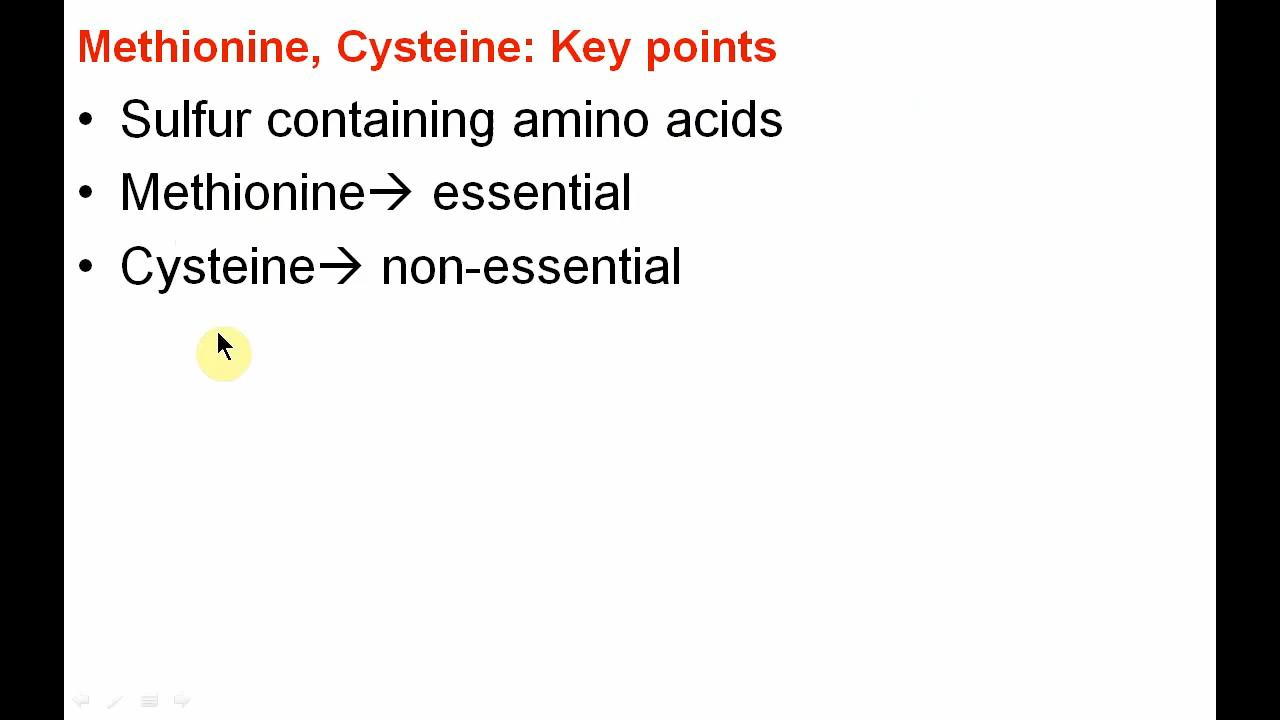 Methionine, Cysteine: Key points
• Sulfur containing amino acids
• Methionine→ essential
• Cysteine→ non-essential